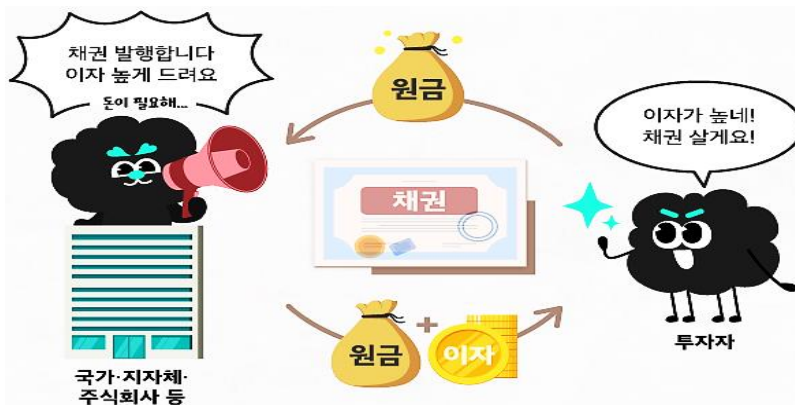 채권 발행합니다
이자 높게 드려요
돈이 필요해...
원금
이자가 높네!
채권 살게요!
채권
원금 + 이자
투자자
국가·지자체·
주식회사 등